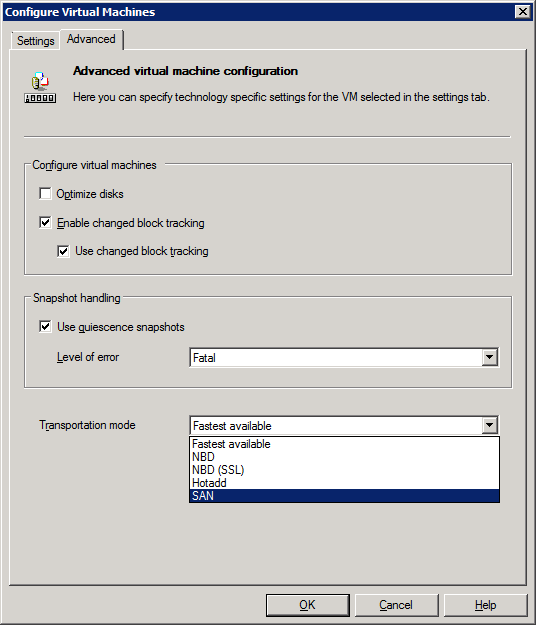 Configure Virtual Machines
Settings
Advanced
Advanced virtual machine configuration
Here you can specify technology specific settings for the VM selected in the settings tab.
Configure virtual machines
Optimize disks
Enable changed block tracking
Use changed block tracking
Snapshot handling
Use quiescence snapshots
Level of error
Fatal
Transportation mode
Fastest available
Fastest available
NBD
NBD (SSL)
Hotadd
SAN
OK
Cancel
Help